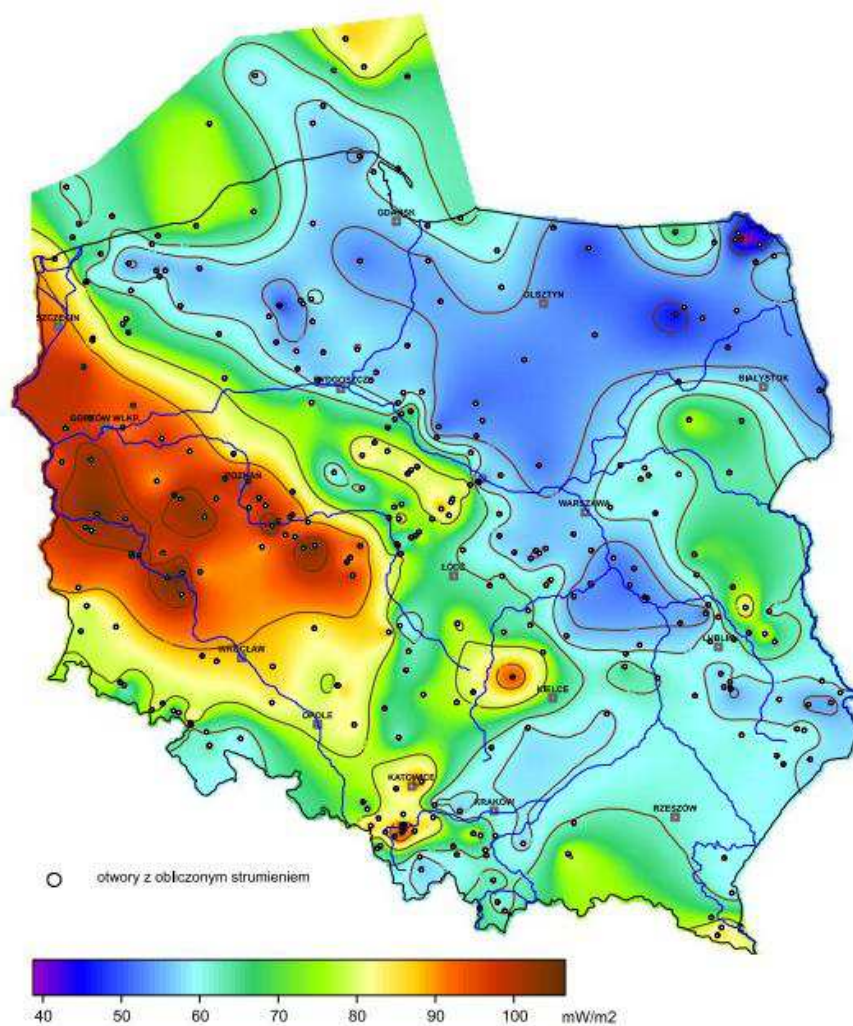 GDAŃSK
OLSZTYN
SZCZECIN
BYDGOSZCZ
BIAŁYSTOK
GORZÓW WLKP.
POZNAŃ
WARSZAWA
ŁÓDŹ
LUBLIN
WROCŁAW
KIELCE
OPOLE
KATOWICE
KRAKÓW
RZESZÓW
otwory z obliczonym strumieniem
40 50 60 70 80 90 100 mW/m2